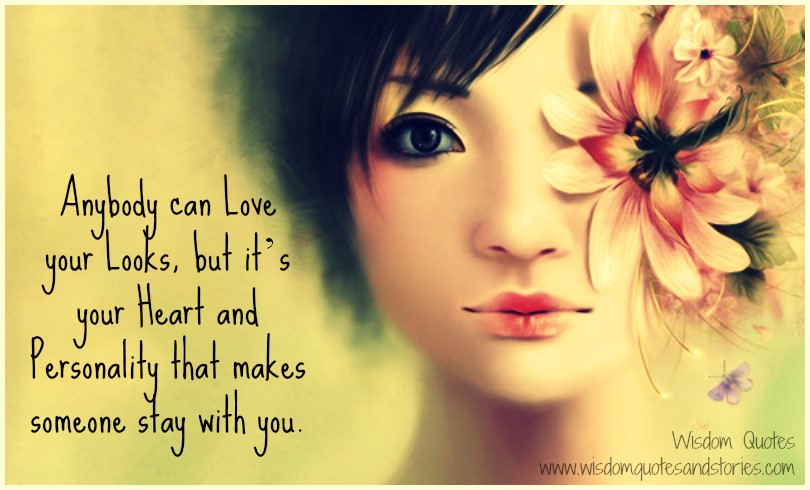 Anybody can Love
your Looks, but it's
your Heart and
Personality that makes
someone stay with you.
Wisdom Quotes
www.wisdomquotesandstories.com